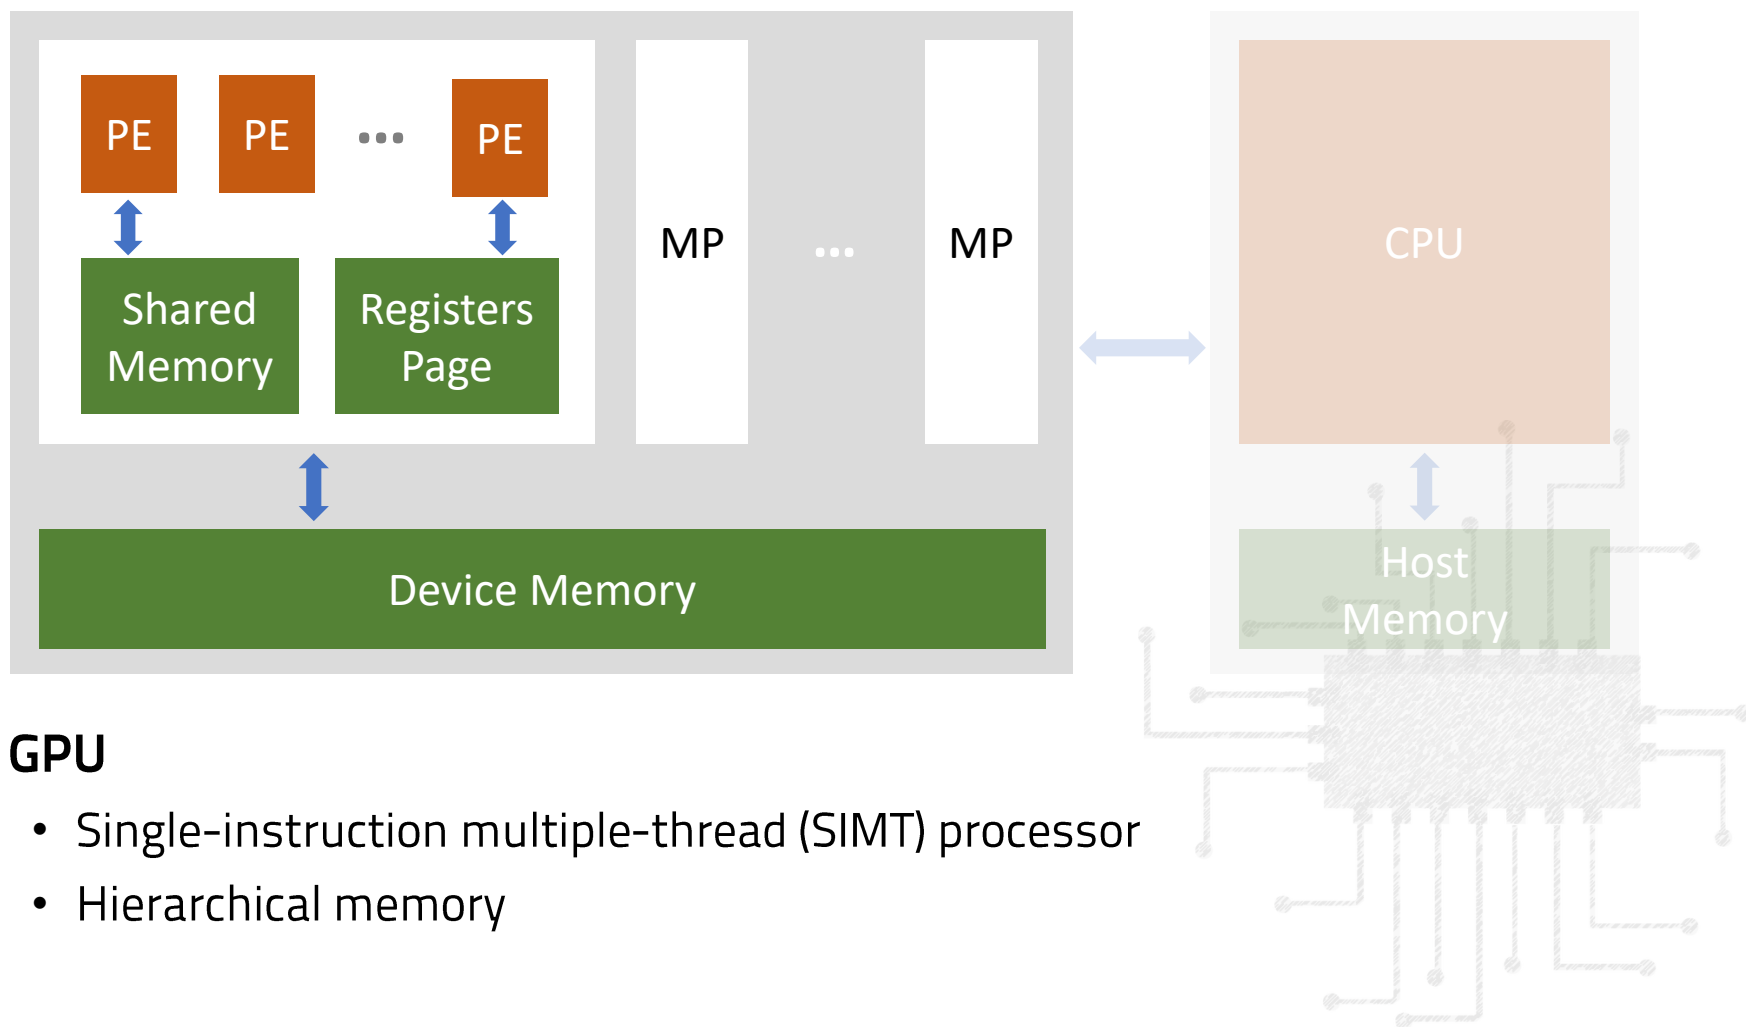 PE PE ... PE
Shared
Memory
Registers
Page
MP ... MP
Device Memory
CPU
Host
Memory
GPU
• Single-instruction multiple-thread (SIMT) processor
• Hierarchical memory